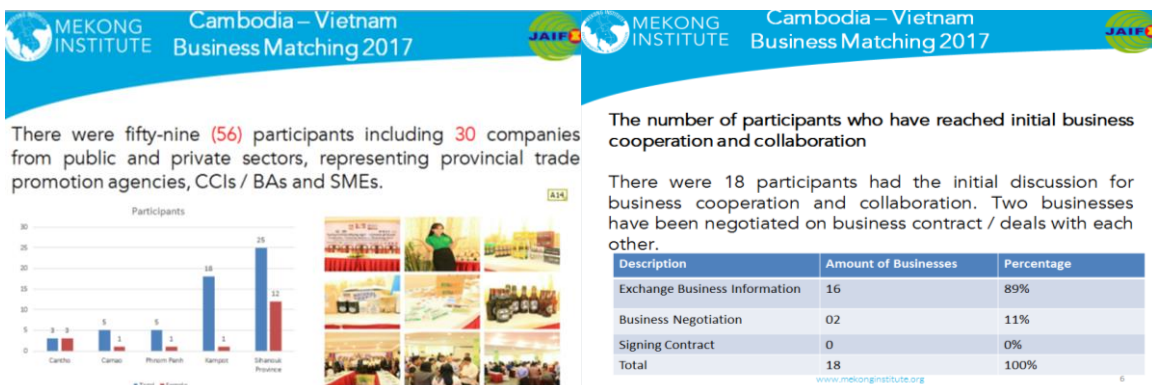 MEKONG
INSTITUTE
Cambodia – Vietnam
Business Matching 2017
JAIF
There were fifty-nine (56) participants including 30 companies
from public and private sectors, representing provincial trade
promotion agencies, CCIs / BAs and SMEs.
A14
Participants
30
25
20
15
10
5
0
3 3
5 1
5 1
18 1
25 12
Cantho Camao Phnom Penh Kampot Sihanouk
Province
MEKONG
INSTITUTE
Cambodia – Vietnam
Business Matching 2017
JAIF
The number of participants who have reached initial business
cooperation and collaboration
There were 18 participants had the initial discussion for
business cooperation and collaboration. Two businesses
have been negotiated on business contract / deals with each
other.
Description Amount of Businesses Percentage
Exchange Business Information 16 89%
Business Negotiation 02 11%
Signing Contract 0 0%
Total 18 100%
www.mekonginstitute.org 6